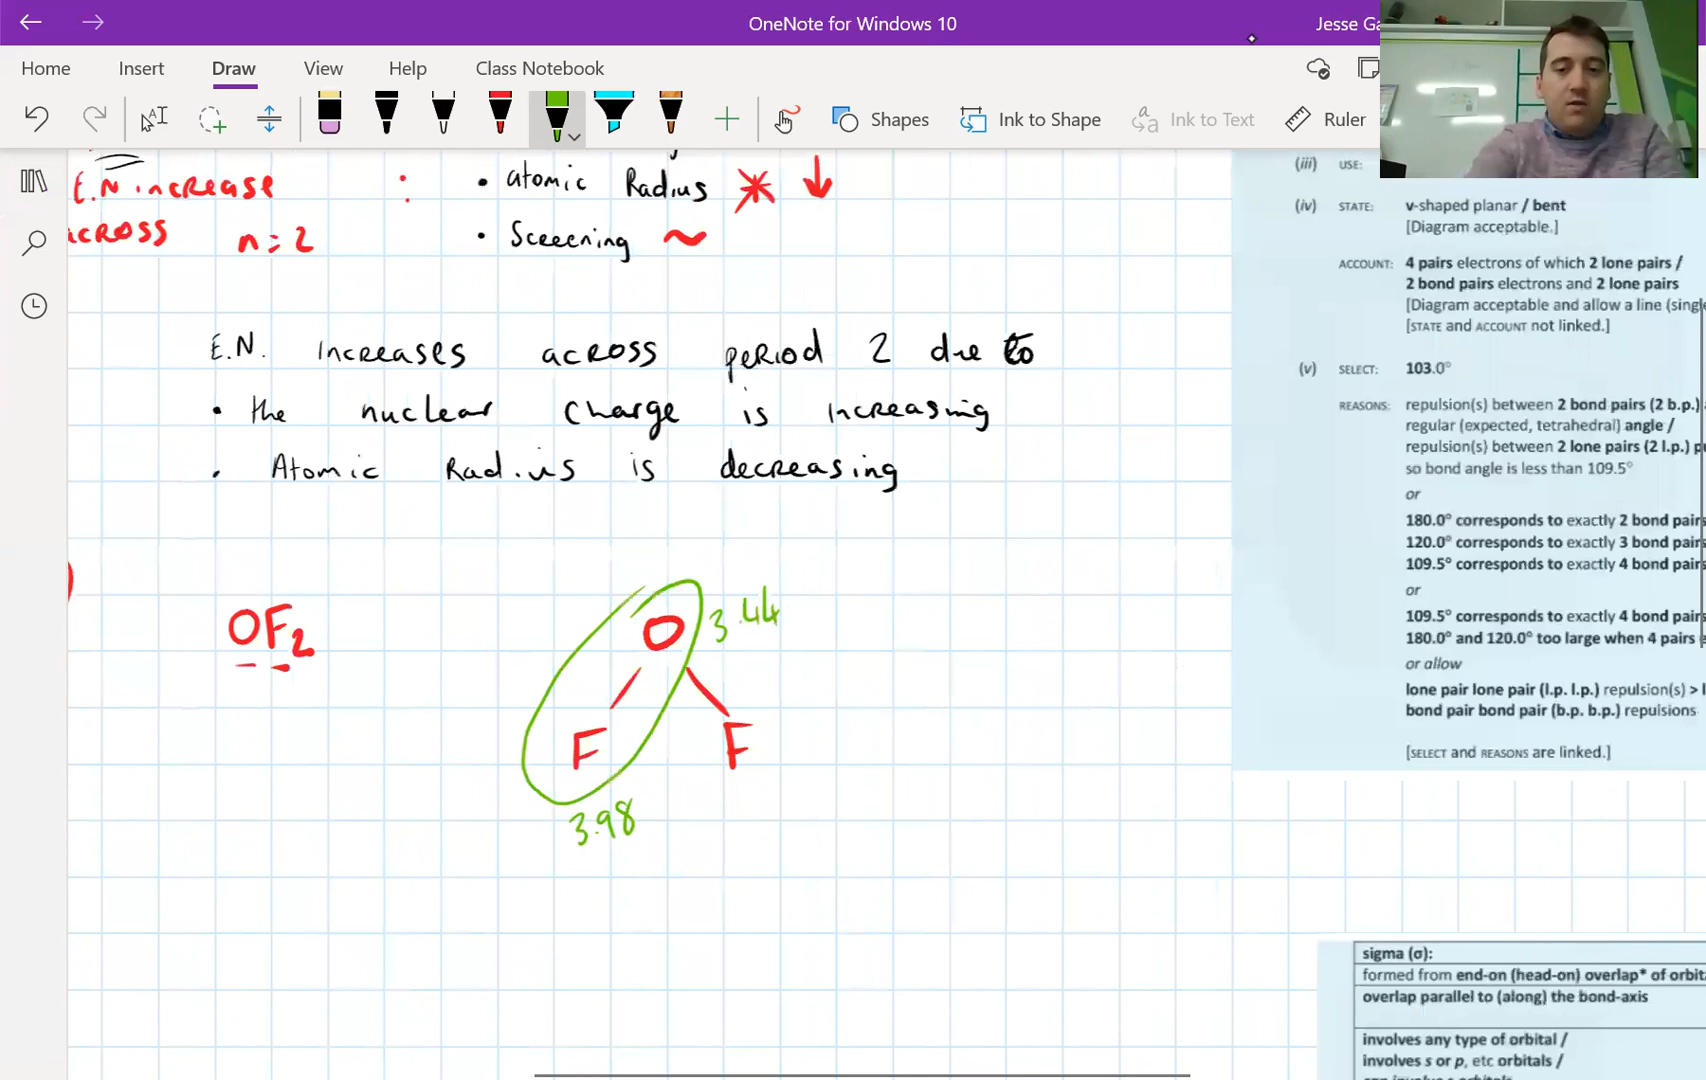 OneNote for Windows 10
Jesse Ga
Home Insert Draw View Help Class Notebook
Shapes Ink to Shape Ink to Text Ruler
E.N increase : • atomic Radius ↓
across n=2 • Screening ~
E.N. increases across period 2 due to
• the nuclear charge is increasing
• Atomic Radius is decreasing
OF2
O 3.44
F F
3.98
(iii) USE:
(iv) STATE: v-shaped planar / bent
[Diagram acceptable.]
ACCOUNT: 4 pairs electrons of which 2 lone pairs /
2 bond pairs electrons and 2 lone pairs
[Diagram acceptable and allow a line (singl
[STATE and ACCOUNT not linked.]
(v) SELECT: 103.0°
REASONS: repulsion(s) between 2 bond pairs (2 b.p.)
regular (expected, tetrahedral) angle /
repulsion(s) between 2 lone pairs (2 l.p.) p
so bond angle is less than 109.5°
or
180.0° corresponds to exactly 2 bond pairs
120.0° corresponds to exactly 3 bond pairs
109.5° corresponds to exactly 4 bond pairs
or
109.5° corresponds to exactly 4 bond pairs
180.0° and 120.0° too large when 4 pairs e
or allow
lone pair lone pair (l.p. l.p.) repulsion(s) > l
bond pair bond pair (b.p. b.p.) repulsions
[SELECT and REASONS are linked.]
sigma (σ):
formed from end-on (head-on) overlap* of orbit
overlap parallel to (along) the bond-axis
involves any type of orbital /
involves s or p, etc orbitals /